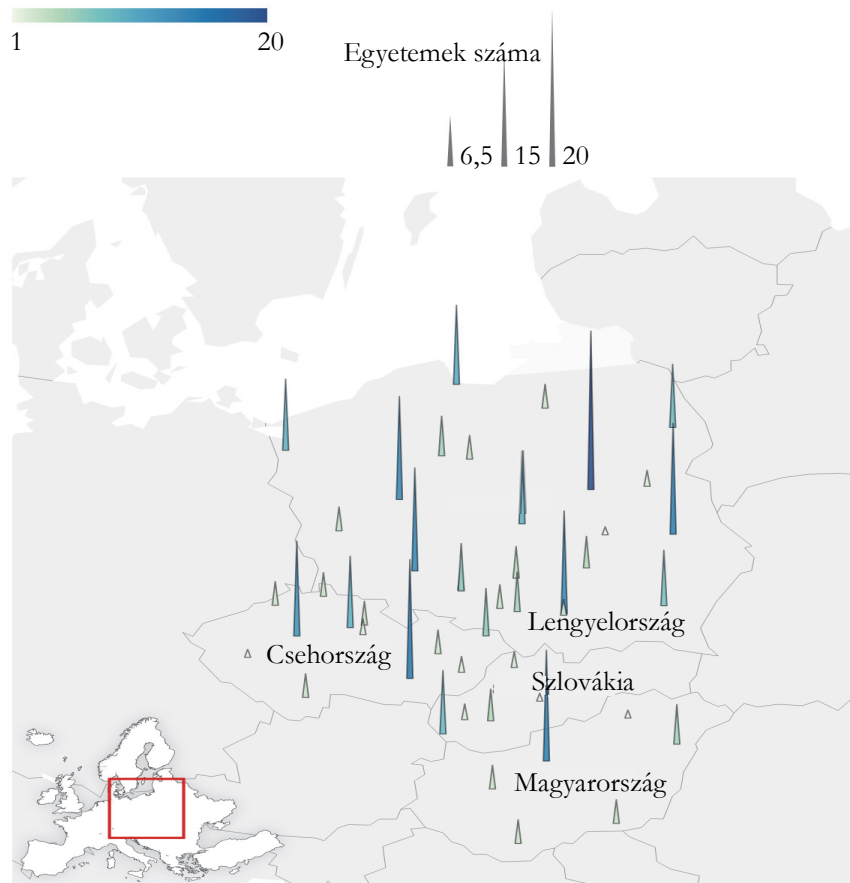 1
20
Egyetemek száma
6,5
15
20
Lengyelország
Csehország
Szlovákia
Magyarország